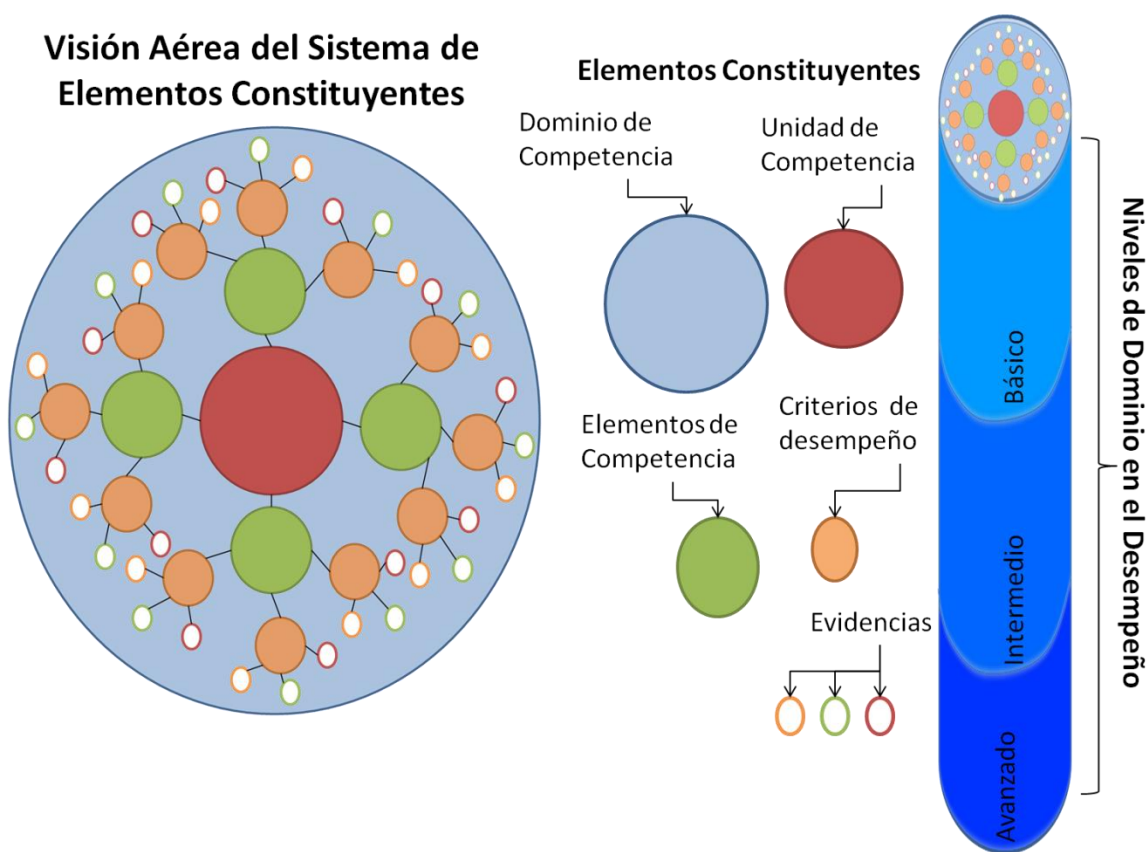 Visión Aérea del Sistema de
Elementos Constituyentes
Elementos Constituyentes
Dominio de
Competencia
Unidad de
Competencia
Elementos de
Competencia
Criterios de
desempeño
Evidencias
Básico
Intermedio
Avanzado
Niveles de Dominio en el Desempeño